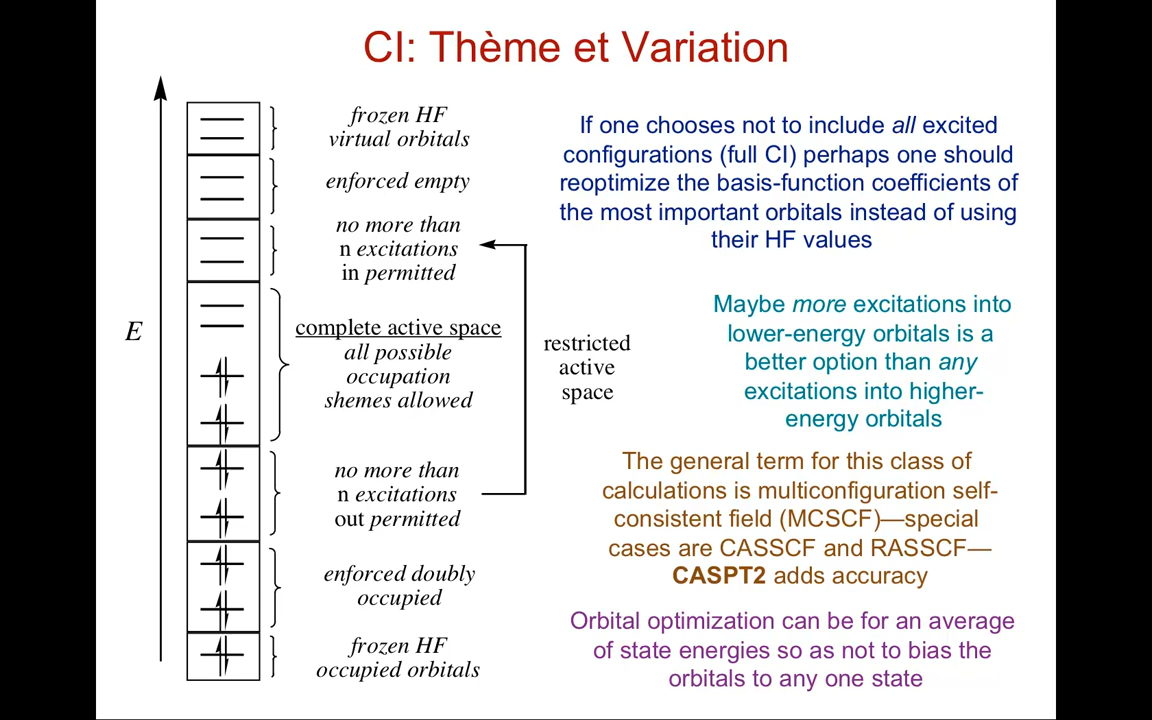 CI: Thème et Variation
frozen HF
virtual orbitals
enforced empty
no more than
n excitations
in permitted
complete active space
all possible
occupation
shemes allowed
no more than
n excitations
out permitted
enforced doubly
occupied
frozen HF
occupied orbitals
E
restricted
active
space
If one chooses not to include all excited
configurations (full CI) perhaps one should
reoptimize the basis-function coefficients of
the most important orbitals instead of using
their HF values
Maybe more excitations into
lower-energy orbitals is a
better option than any
excitations into higher-
energy orbitals
The general term for this class of
calculations is multiconfiguration self-
consistent field (MCSCF)—special
cases are CASSCF and RASSCF—
CASPT2 adds accuracy
Orbital optimization can be for an average
of state energies so as not to bias the
orbitals to any one state